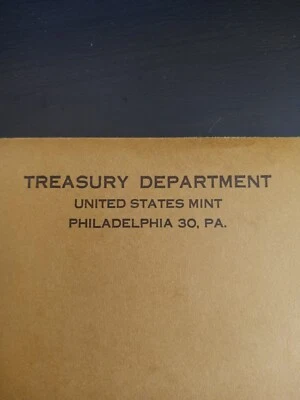 TREASURY DEPARTMENT
UNITED STATES MINT
PHILADELPHIA 30, PA.